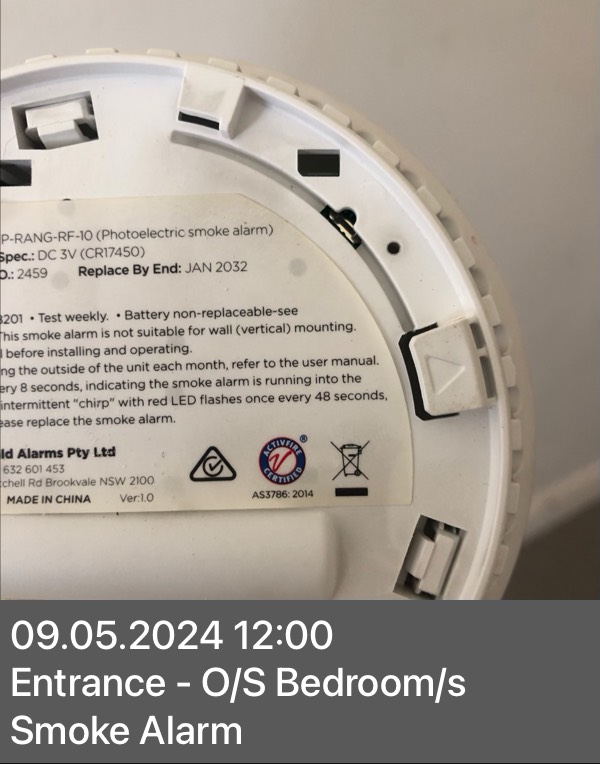 P-RANG-RF-10 (Photoelectric smoke alarm)
Spec.: DC 3V (CR17450)
O.: 2459 Replace By End: JAN 2032
3201 • Test weekly. • Battery non-replaceable-see
This smoke alarm is not suitable for wall (vertical) mounting.
before installing and operating.
ng the outside of the unit each month, refer to the user manual.
ery 8 seconds, indicating the smoke alarm is running into the
intermittent "chirp" with red LED flashes once every 48 seconds,
ease replace the smoke alarm.
ld Alarms Pty Ltd
632 601 453
tchell Rd Brookvale NSW 2100
MADE IN CHINA Ver:1.0
ACTIVFIRE ®
CERTIFIED
AS3786: 2014
09.05.2024 12:00
Entrance - O/S Bedroom/s
Smoke Alarm